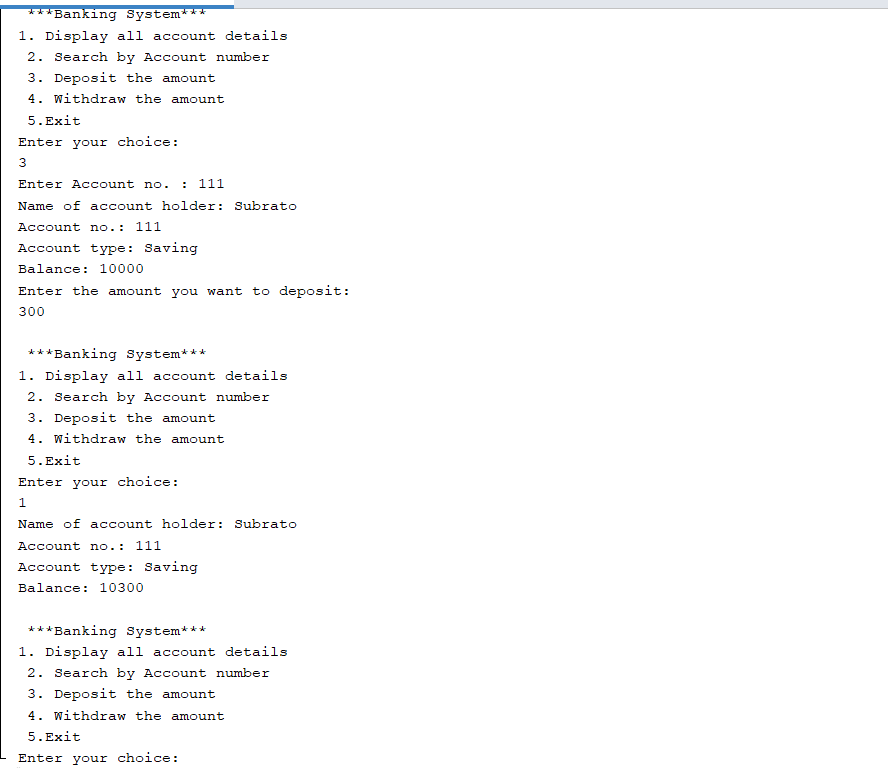 ***Banking System***
1. Display all account details
2. Search by Account number
3. Deposit the amount
4. Withdraw the amount
5.Exit
Enter your choice:
3
Enter Account no. : 111
Name of account holder: Subrato
Account no.: 111
Account type: Saving
Balance: 10000
Enter the amount you want to deposit:
300
***Banking System***
1. Display all account details
2. Search by Account number
3. Deposit the amount
4. Withdraw the amount
5.Exit
Enter your choice:
1
Name of account holder: Subrato
Account no.: 111
Account type: Saving
Balance: 10300
***Banking System***
1. Display all account details
2. Search by Account number
3. Deposit the amount
4. Withdraw the amount
5.Exit
Enter your choice: